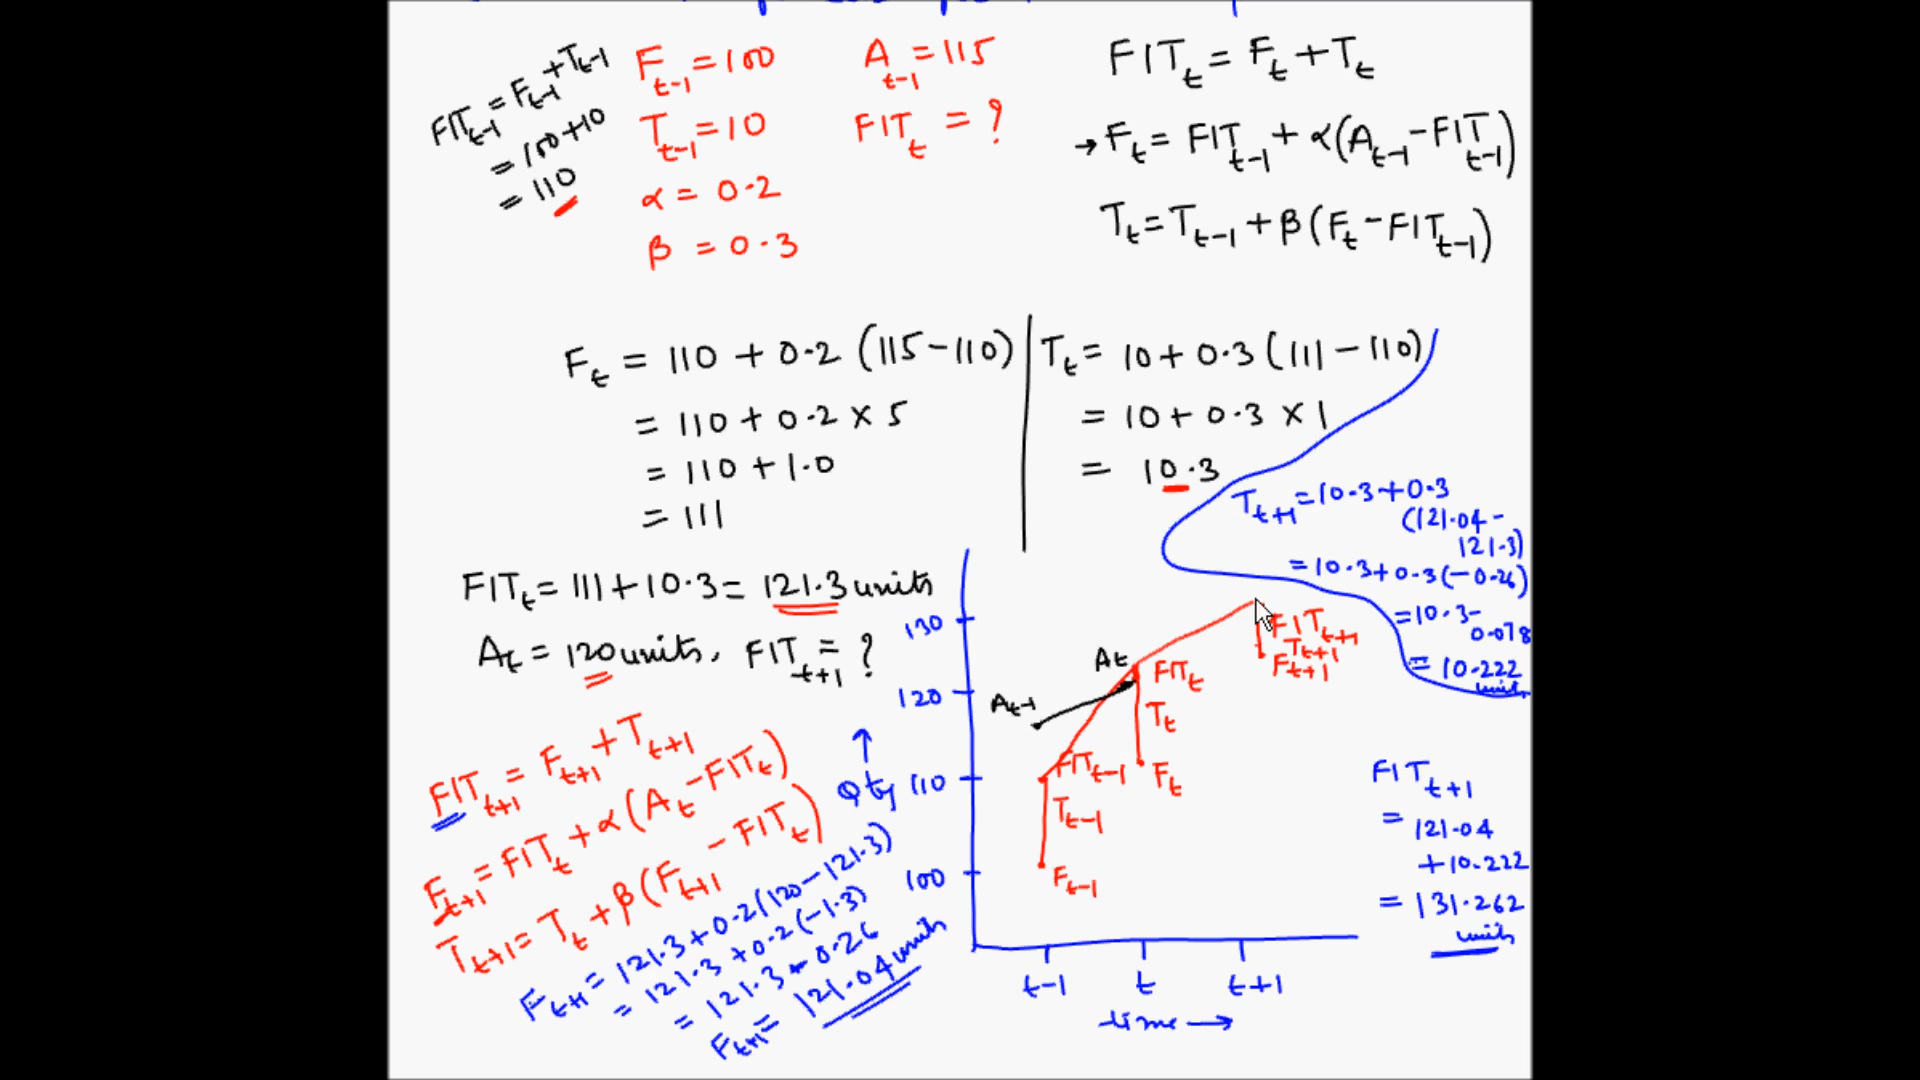 FIT_{t-1} = F_{t-1} + T_{t-1}
= 100 + 10
= 110
F_{t-1} = 100
T_{t-1} = 10
α = 0.2
β = 0.3
A_{t-1} = 115
FIT_t = ?
FIT_t = F_t + T_t
→ F_t = FIT_{t-1} + α(A_{t-1} - FIT_{t-1})
T_t = T_{t-1} + β(F_t - FIT_{t-1})
F_t = 110 + 0.2 (115 - 110)
= 110 + 0.2 × 5
= 110 + 1.0
= 111
T_t = 10 + 0.3 (111 - 110)
= 10 + 0.3 × 1
= 10.3
T_{t+1} = 10.3 + 0.3
(121.04 -
121.3)
= 10.3 + 0.3(-0.26)
= 10.3 -
0.078
= 10.222
units
FIT_t = 111 + 10.3 = 121.3 units
A_t = 120 units, FIT_{t+1} = ?
FIT_{t+1} = F_{t+1} + T_{t+1}
F_{t+1} = FIT_t + α(A_t - FIT_t)
T_{t+1} = T_t + β(F_{t+1} - FIT_t)
F_{t+1} = 121.3 + 0.2(120 - 121.3)
= 121.3 + 0.2(-1.3)
= 121.3 - 0.26
F_{t+1} = 121.04 units
130
120
110
100
↑
Qty
A_{t-1}
A_t
FIT_{t-1}
T_{t-1}
F_{t-1}
FIT_t
T_t
F_t
FIT_{t+1}
T_{t+1}
F_{t+1}
t-1
t
t+1
time →
FIT_{t+1}
= 121.04
+ 10.222
= 131.262
units